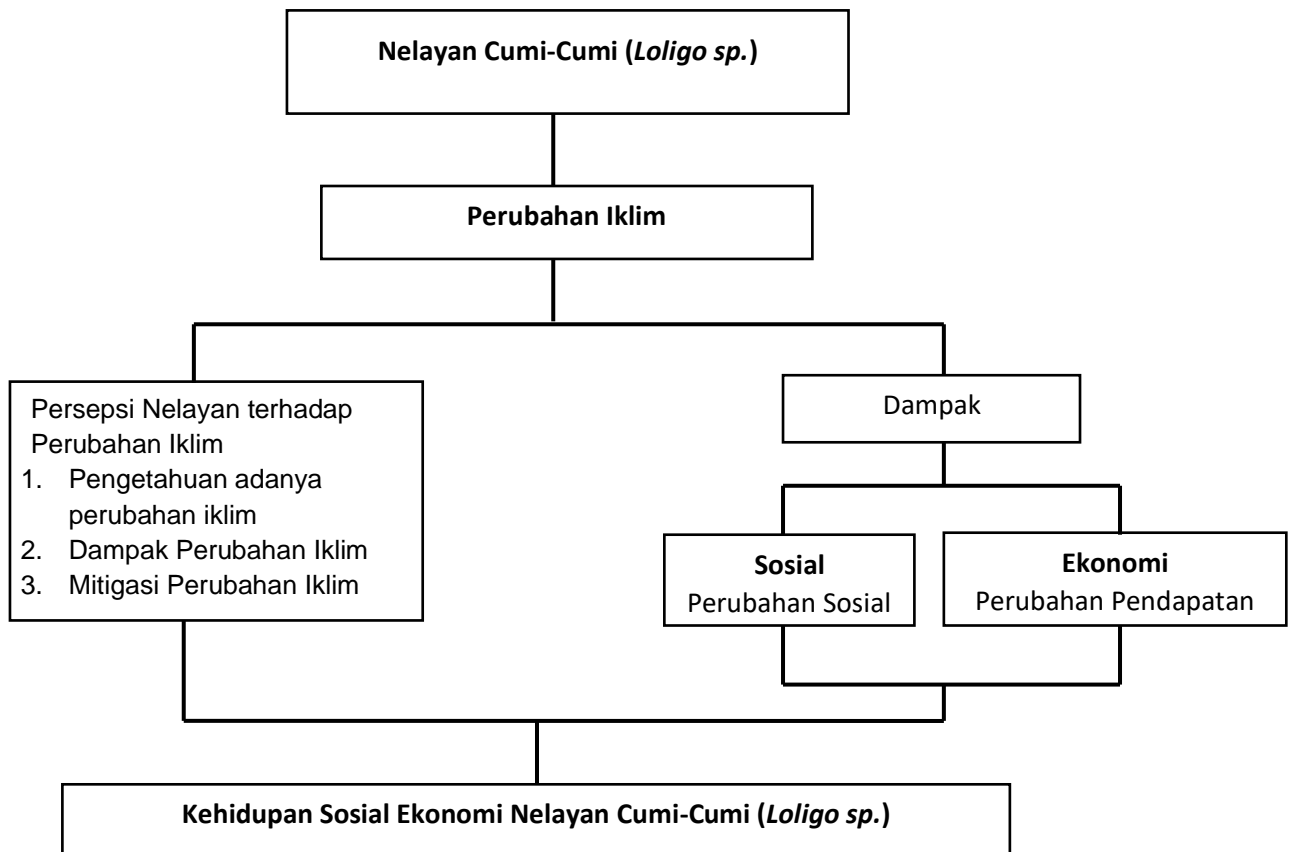 Nelayan Cumi-Cumi (Loligo sp.)
Perubahan Iklim
Persepsi Nelayan terhadap
Perubahan Iklim
1. Pengetahuan adanya
perubahan iklim
2. Dampak Perubahan Iklim
3. Mitigasi Perubahan Iklim
Dampak
Sosial
Perubahan Sosial
Ekonomi
Perubahan Pendapatan
Kehidupan Sosial Ekonomi Nelayan Cumi-Cumi (Loligo sp.)